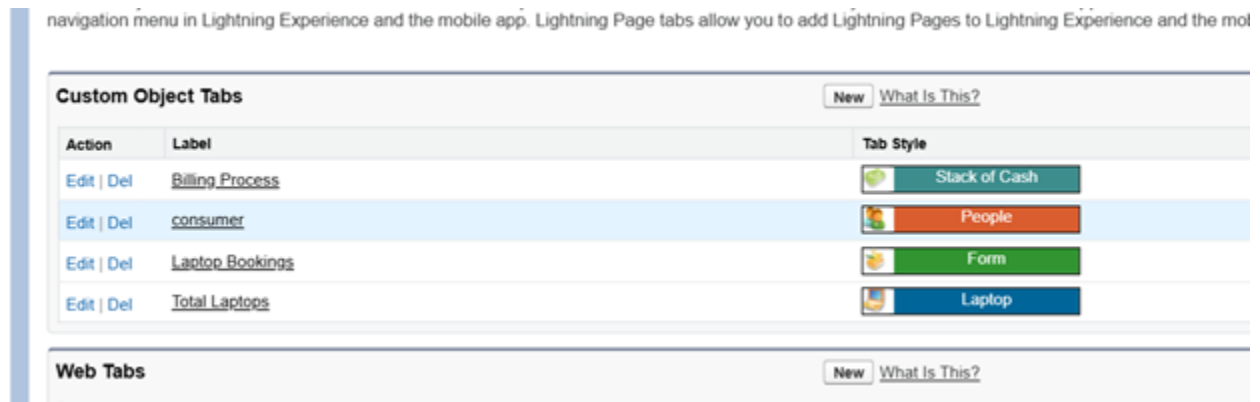 navigation menu in Lightning Experience and the mobile app. Lightning Page tabs allow you to add Lightning Pages to Lightning Experience and the mob
Custom Object Tabs New What Is This?
Action Label Tab Style
Edit | Del Billing Process Stack of Cash
Edit | Del consumer People
Edit | Del Laptop Bookings Form
Edit | Del Total Laptops Laptop
Web Tabs New What Is This?